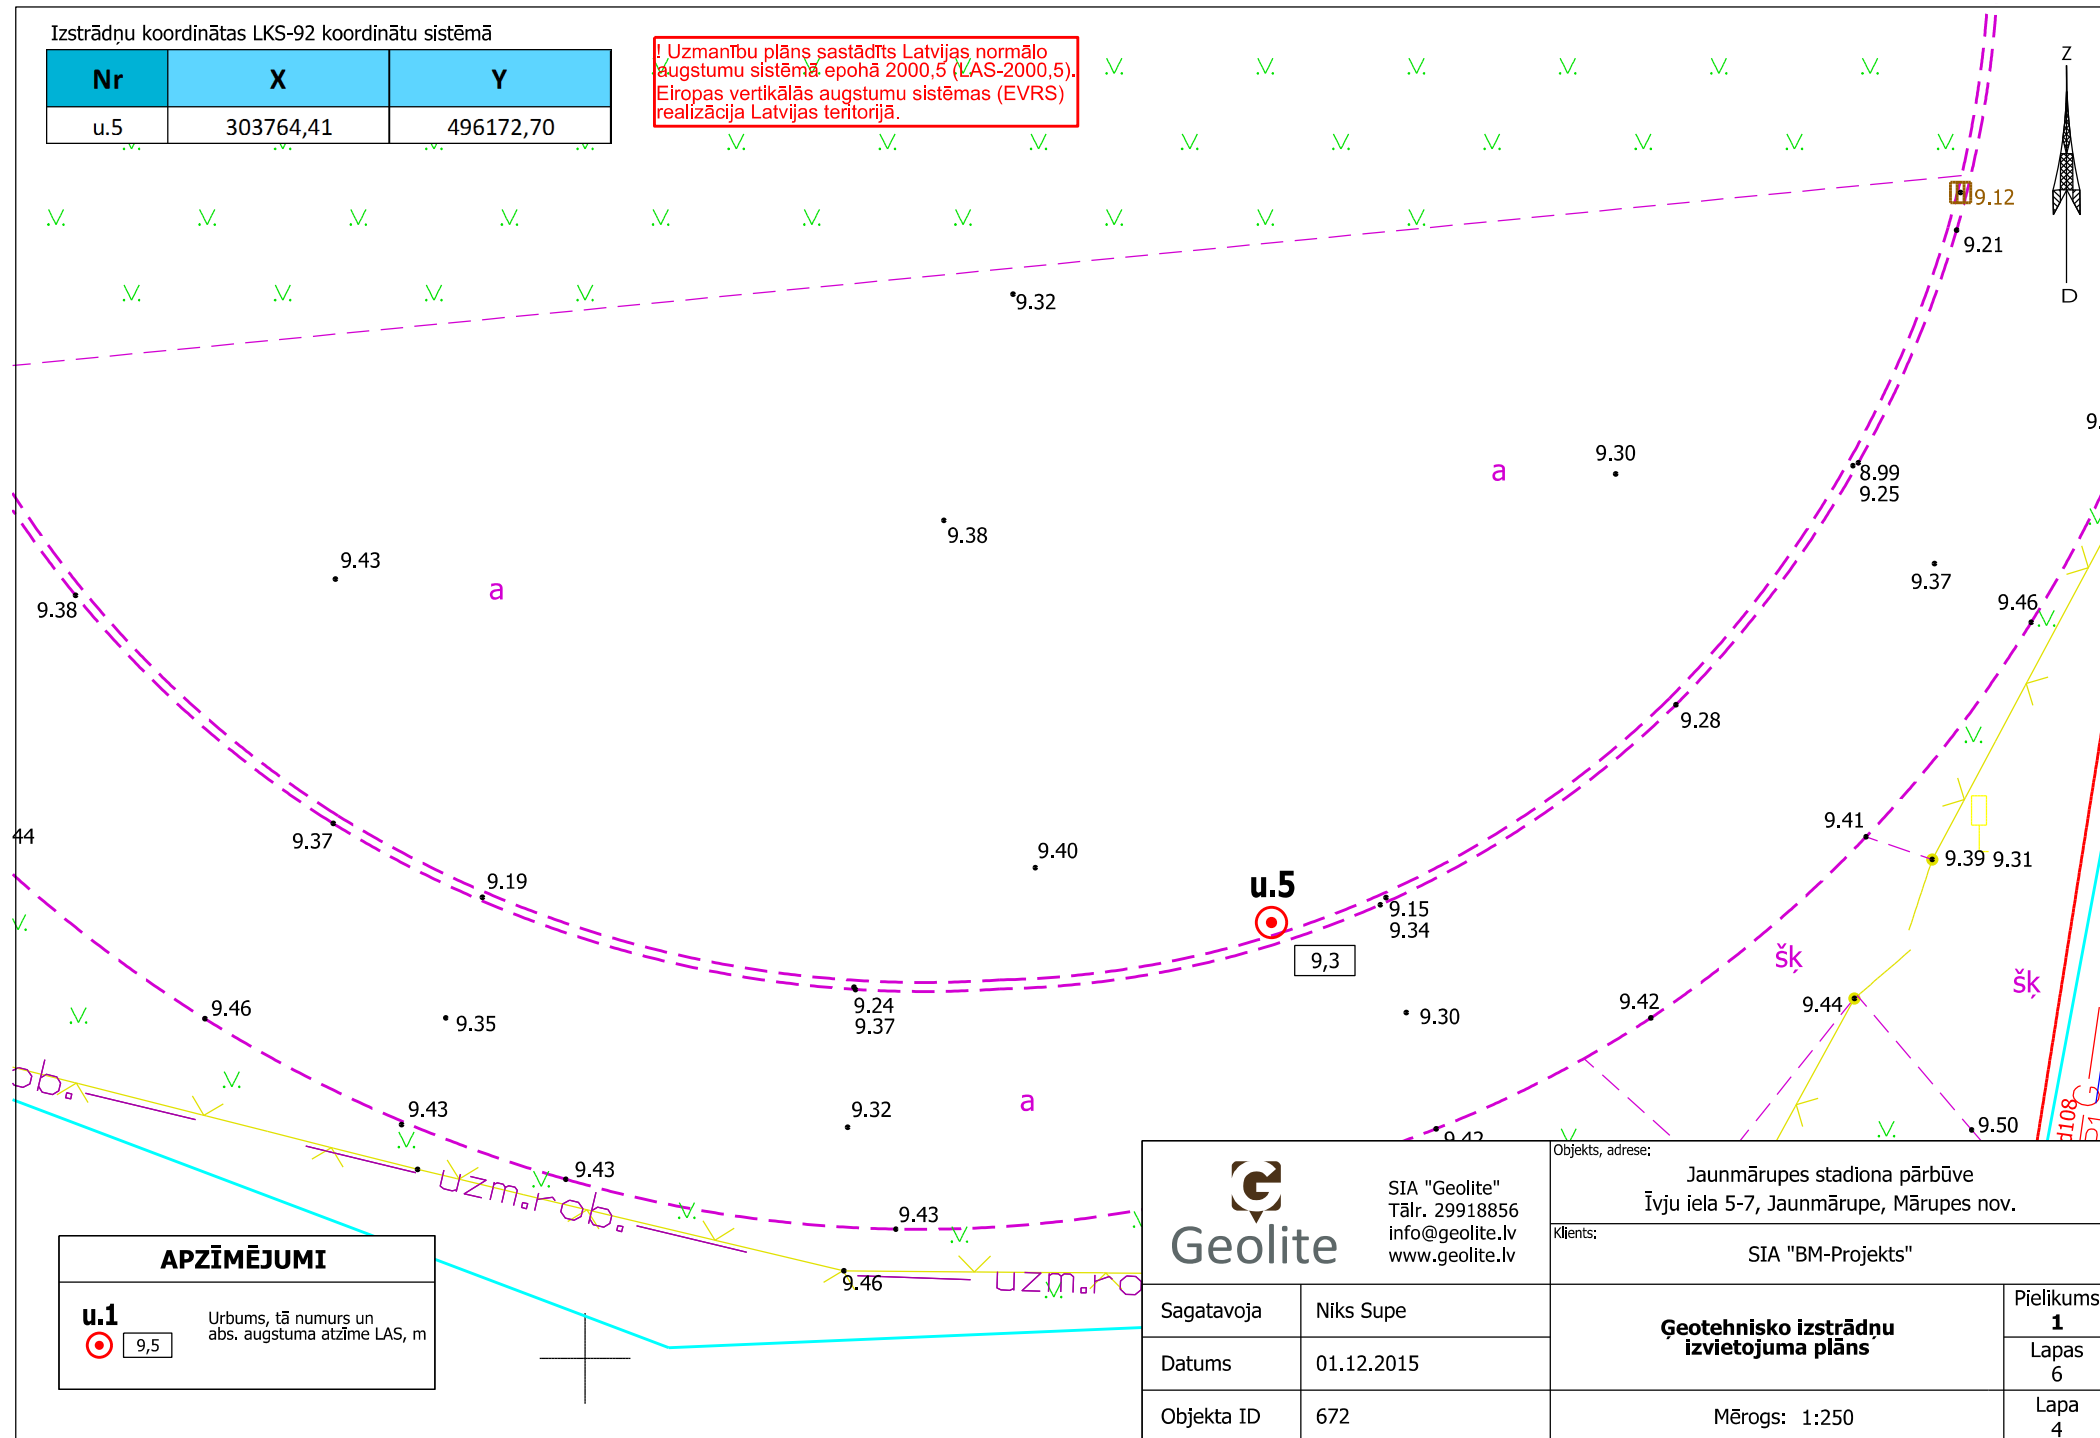 Izstrādņu koordinātas LKS-92 koordinātu sistēmā
Nr X Y
u.5 303764,41 496172,70
! Uzmanību plāns sastādīts Latvijas normālo
augstumu sistēmā epohā 2000,5 (LAS-2000,5).
Eiropas vertikālās augstumu sistēmas (EVRS)
realizācija Latvijas teritorijā.
Z
D
9.12
9.21
9.32
9.
9.30
a
8.99
9.25
9.38
9.43
a
9.38
9.37
9.46
9.28
44
9.37
9.41
9.40
9.39 9.31
9.19
u.5
9.15
9.34
9,3
šķ
šķ
9.24
9.37
9.46
9.35
9.30
9.42
9.44
ob.
9.43
9.32
a
9.42
9.50
d108
9.43
uzm.rob.
9.43
9.46
uzm.ro
APZĪMĒJUMI
u.1
9,5
Urbums, tā numurs un
abs. augstuma atzīme LAS, m
Geolite
SIA "Geolite"
Tālr. 29918856
info@geolite.lv
www.geolite.lv
Objekts, adrese:
Jaunmārupes stadiona pārbūve
Īvju iela 5-7, Jaunmārupe, Mārupes nov.
Klients:
SIA "BM-Projekts"
Sagatavoja Niks Supe
Datums 01.12.2015
Objekta ID 672
Ģeotehnisko izstrādņu
izvietojuma plāns
Mērogs: 1:250
Pielikums
1
Lapas
6
Lapa
4